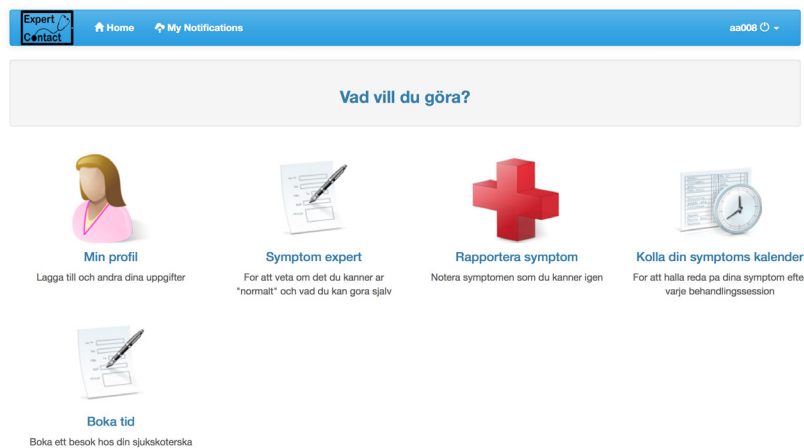 Expert
Contact
Home
My Notifications
aa008
Vad vill du göra?
Min profil
Lagga till och andra dina uppgifter
Symptom expert
For att veta om det du kanner ar
"normalt" och vad du kan gora sjalv
Rapportera symptom
Notera symptomen som du kanner igen
Kolla din symptoms kalender
For att halla reda pa dina symptom efte
varje behandlingssession
Boka tid
Boka ett besok hos din sjukskoterska